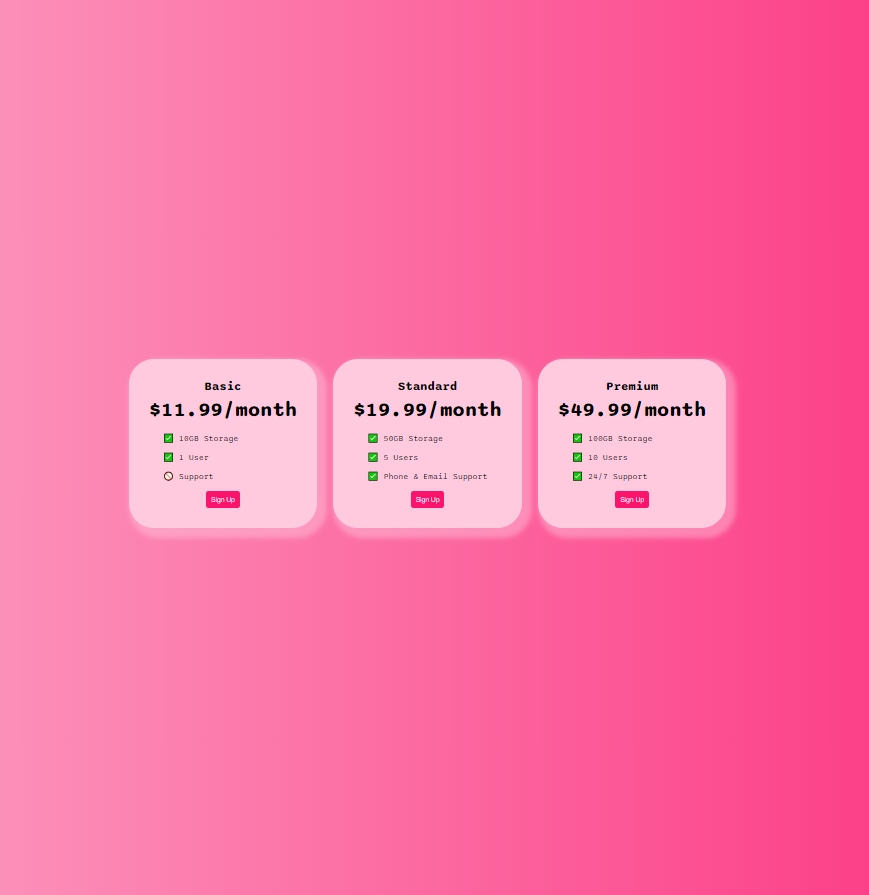 Basic
$11.99/month
10GB Storage
1 User
Support
Sign Up
Standard
$19.99/month
50GB Storage
5 Users
Phone & Email Support
Sign Up
Premium
$49.99/month
100GB Storage
10 Users
24/7 Support
Sign Up